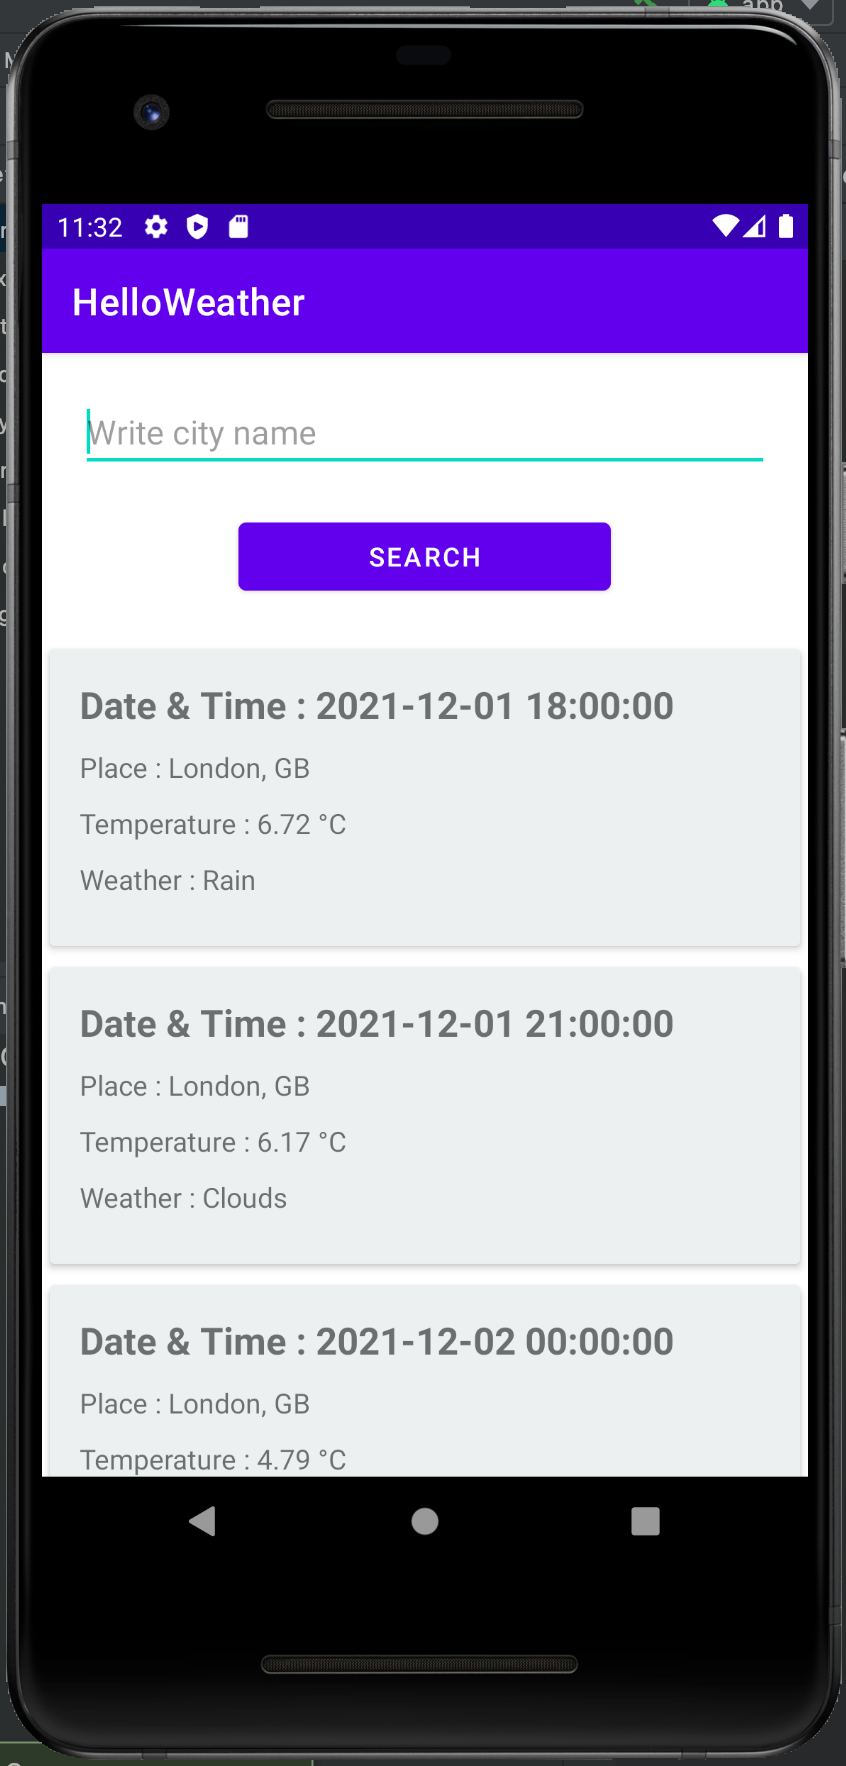 app
11:32
HelloWeather
Write city name
SEARCH
Date & Time : 2021-12-01 18:00:00
Place : London, GB
Temperature : 6.72 °C
Weather : Rain
Date & Time : 2021-12-01 21:00:00
Place : London, GB
Temperature : 6.17 °C
Weather : Clouds
Date & Time : 2021-12-02 00:00:00
Place : London, GB
Temperature : 4.79 °C